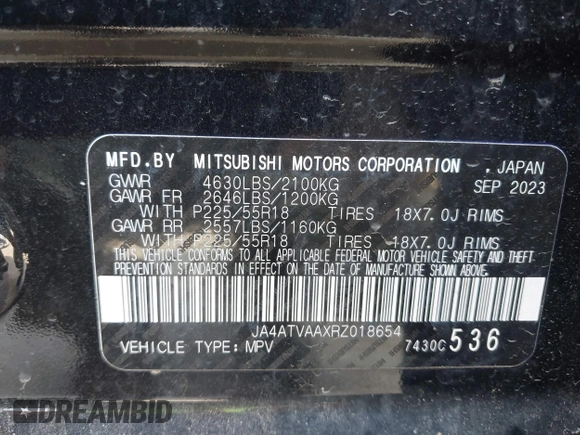 MFD.BY MITSUBISHI MOTORS CORPORATION . JAPAN
GVWR 4630LBS/2100KG SEP 2023
GAWR FR 2646LBS/1200KG
WITH P225/55R18 TIRES 18X7.0J RIMS
GAWR RR 2557LBS/1160KG
WITH P225/55R18 TIRES 18X7.0J RIMS
THIS VEHICLE CONFORMS TO ALL APPLICABLE FEDERAL MOTOR VEHICLE SAFETY AND THEFT
PREVENTION STANDARDS IN EFFECT ON THE DATE OF MANUFACTURE SHOWN ABOVE.
JA4ATVAAXRZ018654
VEHICLE TYPE: MPV 7430C536
DREAMBID